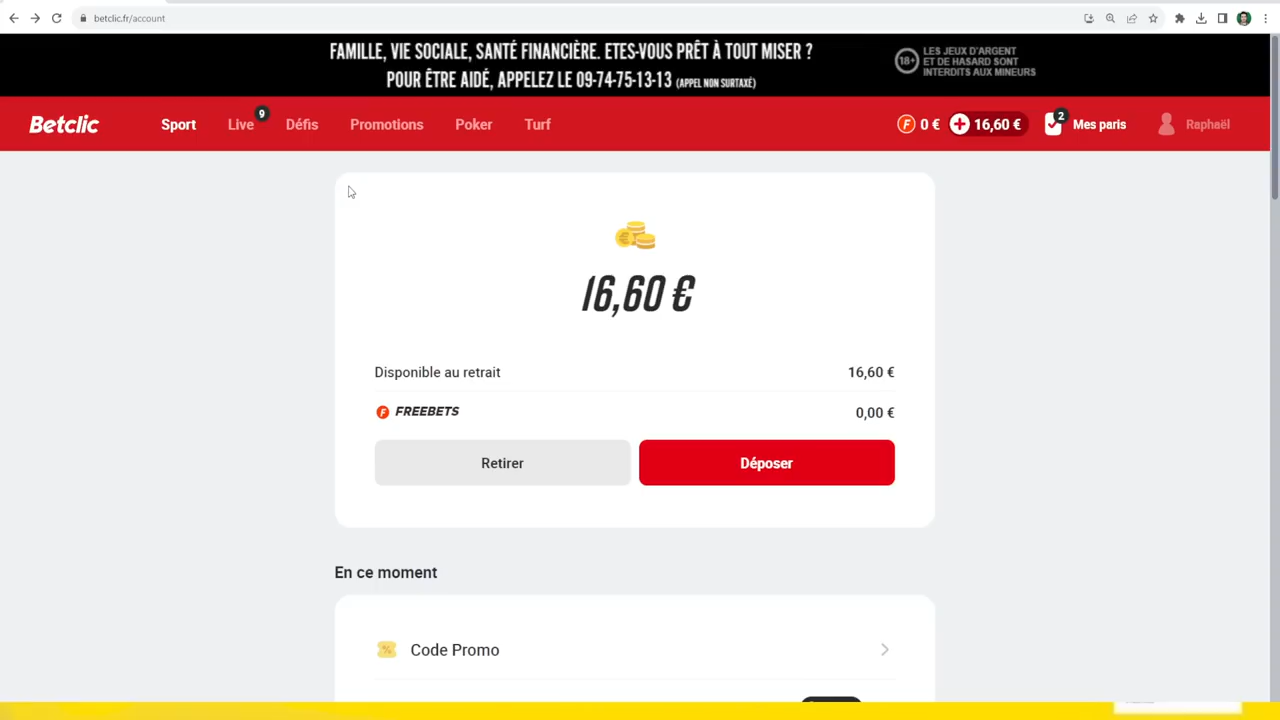 betclic.fr/account
FAMILLE, VIE SOCIALE, SANTÉ FINANCIÈRE. ETES-VOUS PRÊT À TOUT MISER ?
POUR ÊTRE AIDÉ, APPELEZ LE 09-74-75-13-13 (APPEL NON SURTAXÉ)
18+
LES JEUX D'ARGENT
ET DE HASARD SONT
INTERDITS AUX MINEURS
Betclic
Sport
Live
9
Défis
Promotions
Poker
Turf
F 0 €
16,60 €
2
Mes paris
Raphaël
16,60 €
Disponible au retrait
16,60 €
F FREEBETS
0,00 €
Retirer
Déposer
En ce moment
Code Promo